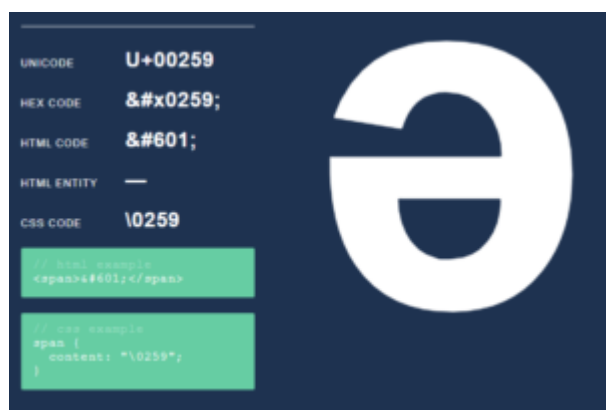 UNICODE U+00259
HEX CODE &#x0259;
HTML CODE &#601;
HTML ENTITY —
CSS CODE \0259
// html example
<span>&#601;</span>
// css example
span {
content: "\0259";
}
ə